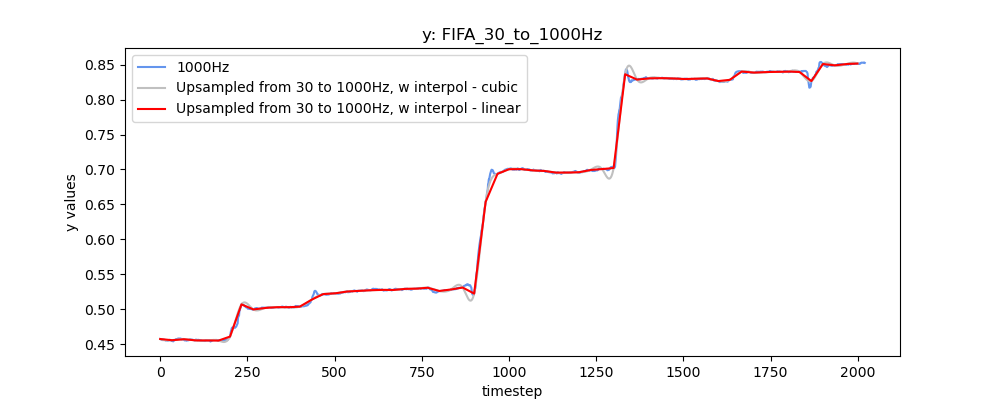 y: FIFA_30_to_1000Hz
1000Hz
Upsampled from 30 to 1000Hz, w interpol - cubic
Upsampled from 30 to 1000Hz, w interpol - linear
y values
0.85
0.80
0.75
0.70
0.65
0.60
0.55
0.50
0.45
0 250 500 750 1000 1250 1500 1750 2000
timestep